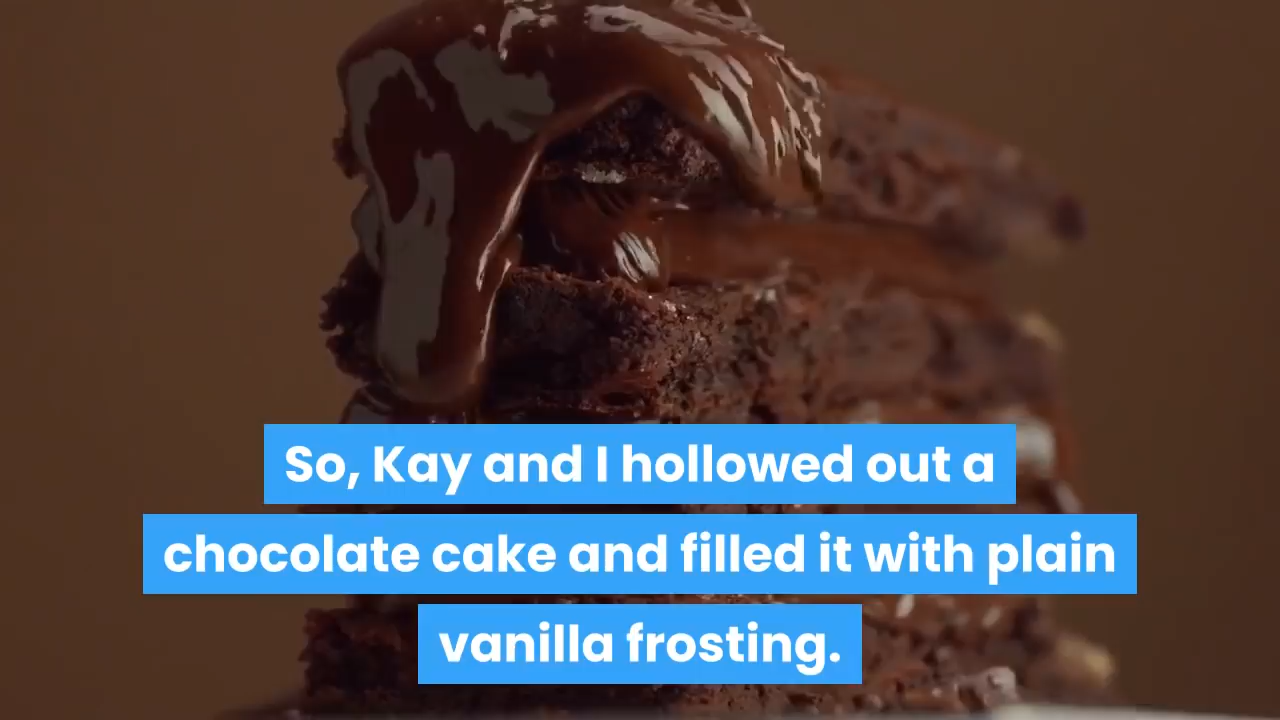 So, Kay and I hollowed out a
chocolate cake and filled it with plain
vanilla frosting.